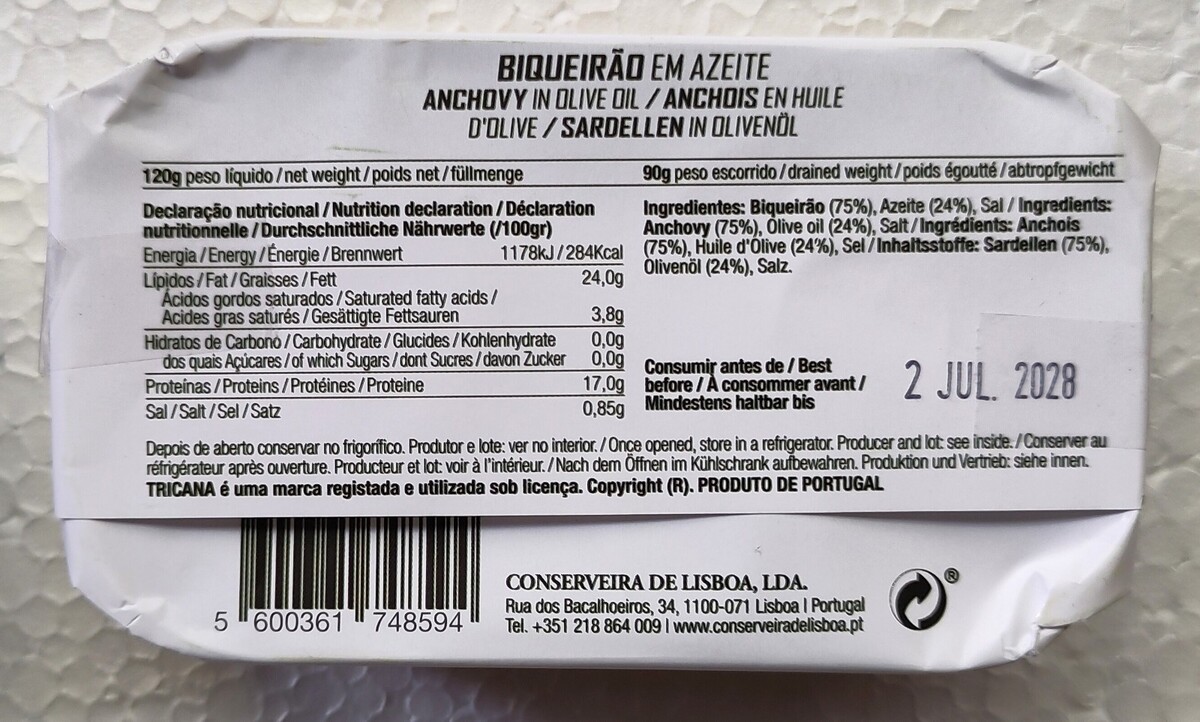 BIQUEIRÃO EM AZEITE
ANCHOVY IN OLIVE OIL / ANCHOIS EN HUILE
D'OLIVE / SARDELLEN IN OLIVENÖL
120g peso líquido / net weight / poids net / füllmenge
90g peso escorrido / drained weight / poids égoutté / abtropfgewicht
Declaração nutricional / Nutrition declaration / Déclaration
nutritionnelle / Durchschnittliche Nährwerte (/100gr)
Energia / Energy / Énergie / Brennwert 1178kJ / 284Kcal
Lípidos / Fat / Graisses / Fett 24,0g
Ácidos gordos saturados / Saturated fatty acids /
Acides gras saturés / Gesättigte Fettsauren 3,8g
Hidratos de Carbono / Carbohydrate / Glucides / Kohlenhydrate 0,0g
dos quais Açúcares / of which Sugars / dont Sucres / davon Zucker 0,0g
Proteínas / Proteins / Protéines / Proteine 17,0g
Sal / Salt / Sel / Satz 0,85g
Ingredientes: Biqueirão (75%), Azeite (24%), Sal / Ingredients:
Anchovy (75%), Olive oil (24%), Salt / Ingrédients: Anchois
(75%), Huile d'Olive (24%), Sel / Inhaltsstoffe: Sardellen (75%),
Olivenöl (24%), Salz.
Consumir antes de / Best
before / À consommer avant /
Mindestens haltbar bis
2 JUL. 2028
Depois de aberto conservar no frigorífico. Produtor e lote: ver no interior. / Once opened, store in a refrigerator. Producer and lot: see inside. / Conserver au
réfrigérateur après ouverture. Producteur et lot: voir à l'intérieur. / Nach dem Öffnen im Kühlschrank aufbewahren. Produktion und Vertrieb: siehe innen.
TRICANA é uma marca registada e utilizada sob licença. Copyright (R). PRODUTO DE PORTUGAL
5 600361 748594
CONSERVEIRA DE LISBOA, LDA.
Rua dos Bacalhoeiros, 34, 1100-071 Lisboa | Portugal
Tel. +351 218 864 009 | www.conserveiradelisboa.pt
®